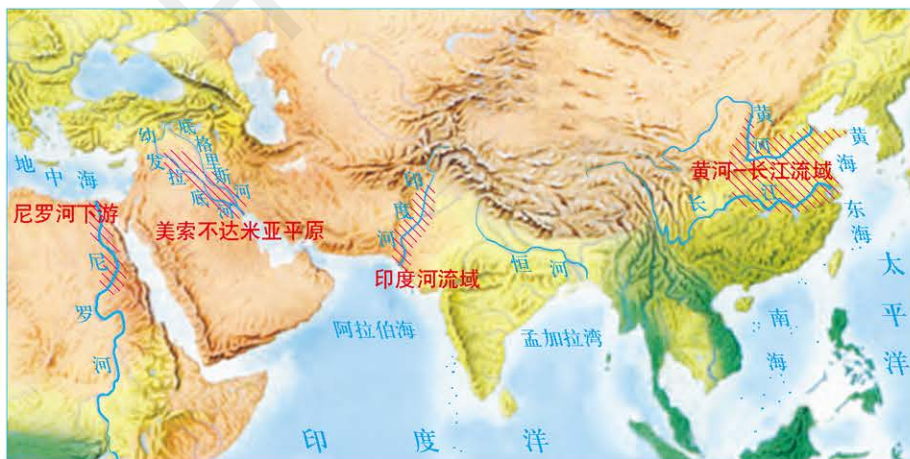 地中海
尼罗河下游
尼罗河
幼发拉底河
底格里斯河
美索不达米亚平原
印度河
印度河流域
恒河
黄河
黄河—长江流域
长江
黄海
东海
太平洋
南海
阿拉伯海
孟加拉湾
印度洋